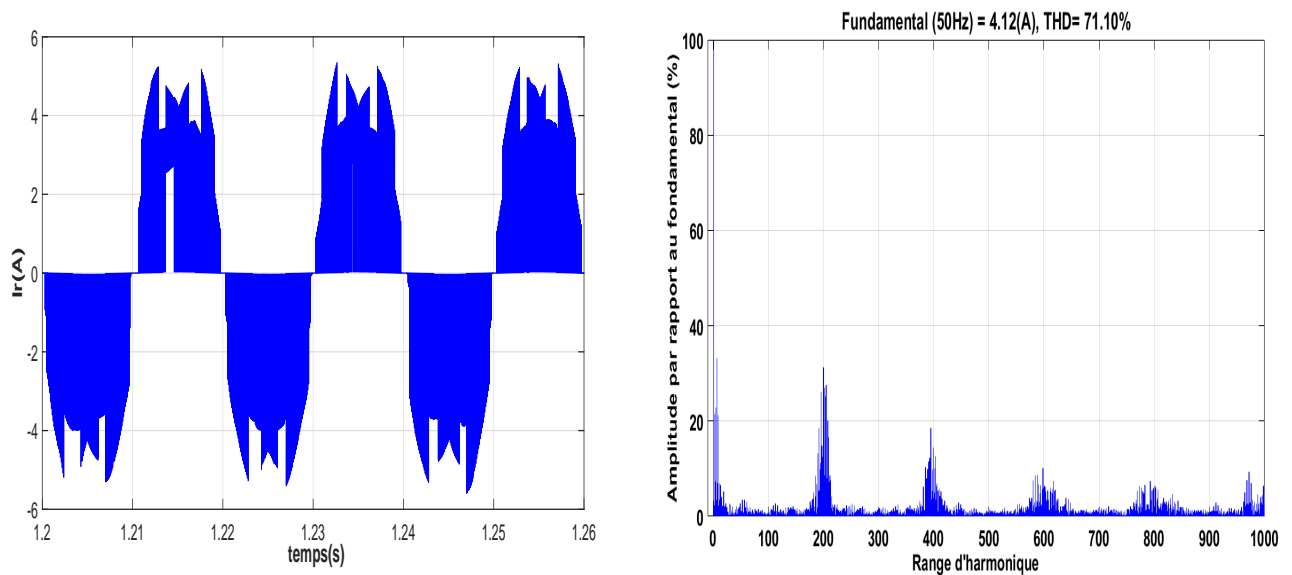 6
4
2
0
-2
-4
-6
Ir(A)
1.2 1.21 1.22 1.23 1.24 1.25 1.26
temps(s)
Fundamental (50Hz) = 4.12(A), THD= 71.10%
100
80
60
40
20
0
Amplitude par rapport au fondamental (%)
0 100 200 300 400 500 600 700 800 900 1000
Range d'harmonique